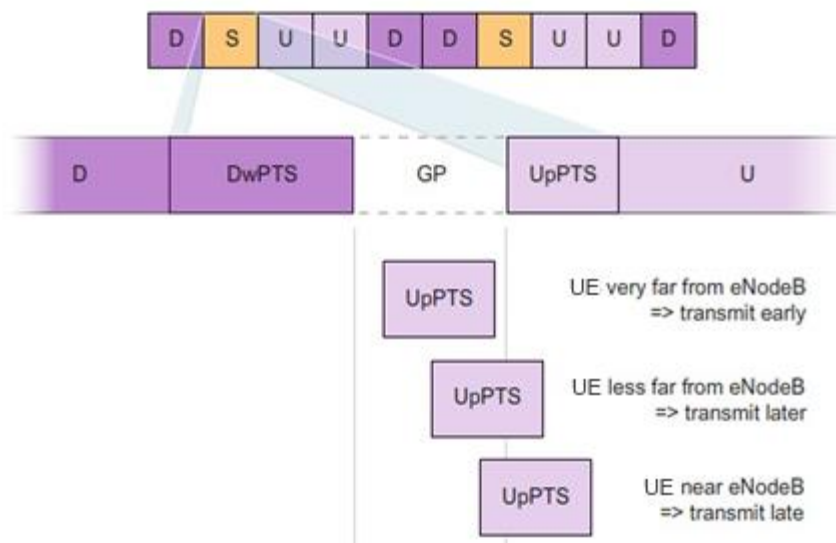 D S U U D D S U U D
D DwPTS GP UpPTS U
UpPTS
UE very far from eNodeB
=> transmit early
UpPTS
UE less far from eNodeB
=> transmit later
UpPTS
UE near eNodeB
=> transmit late